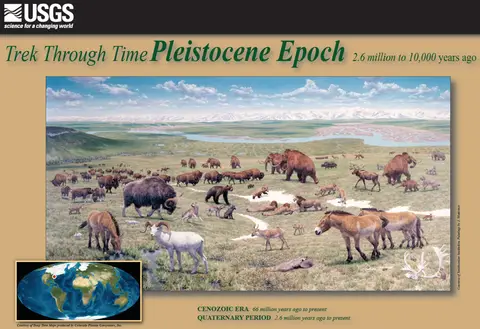 USGS
science for a changing world
Trek Through Time Pleistocene Epoch 2.6 million to 10,000 years ago
CENOZOIC ERA 66 million years ago to present
QUATERNARY PERIOD 2.6 million years ago to present